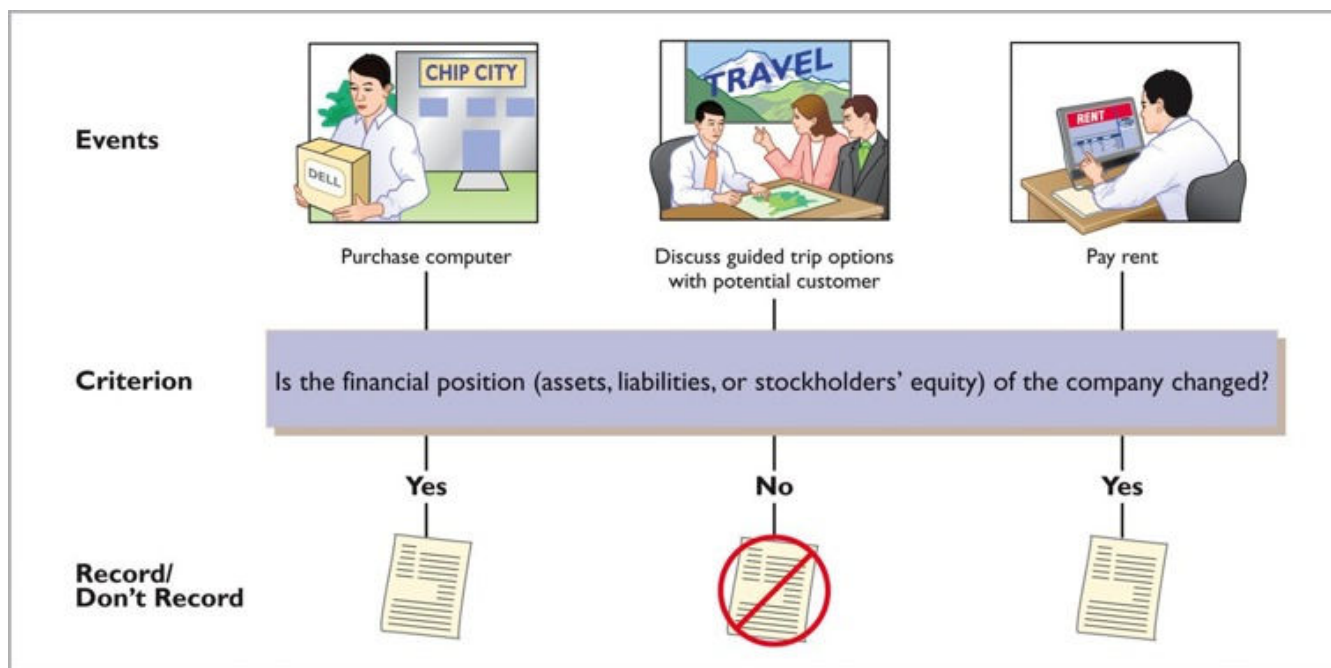 Events
CHIP CITY
DELL
TRAVEL
RENT
Purchase computer
Discuss guided trip options
with potential customer
Pay rent
Criterion
Is the financial position (assets, liabilities, or stockholders’ equity) of the company changed?
Yes
No
Yes
Record/
Don’t Record